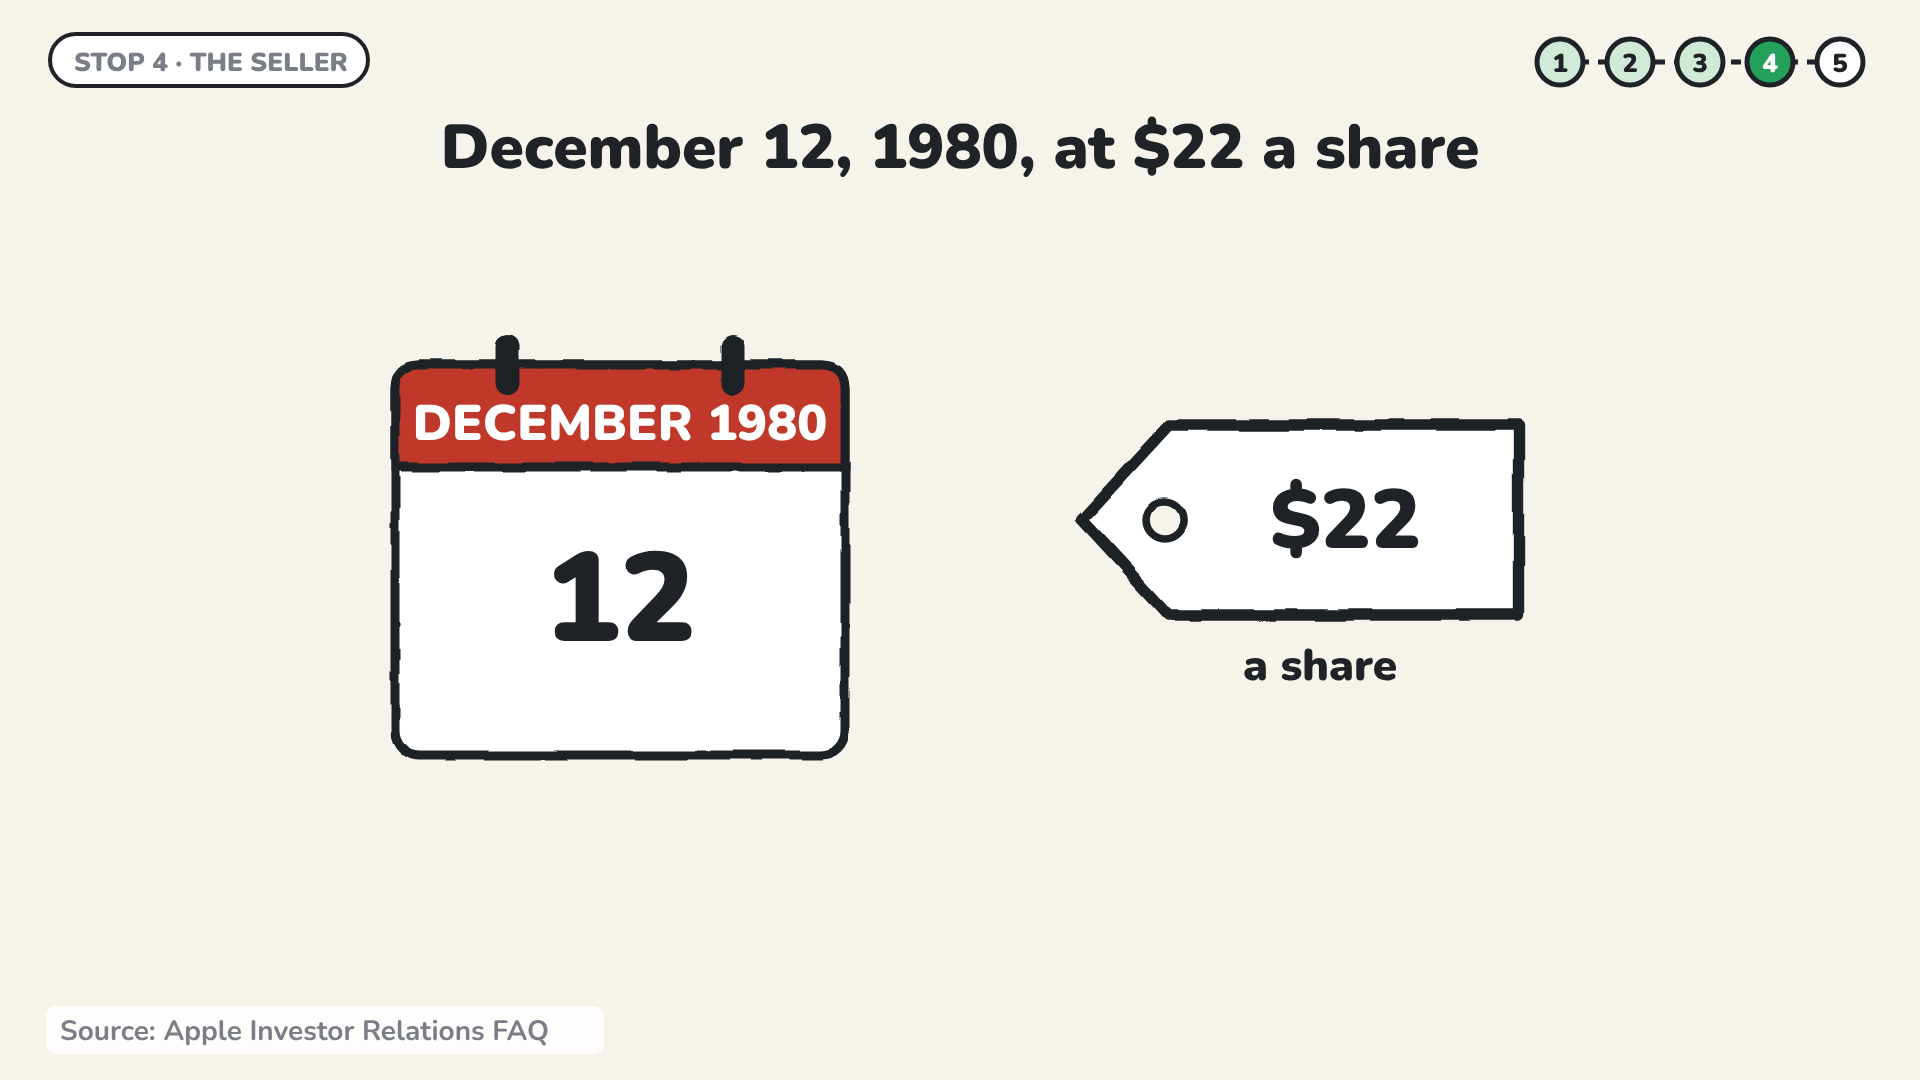 STOP 4 · THE SELLER
1 2 3 4 5
December 12, 1980, at $22 a share
DECEMBER 1980
12
$22
a share
Source: Apple Investor Relations FAQ